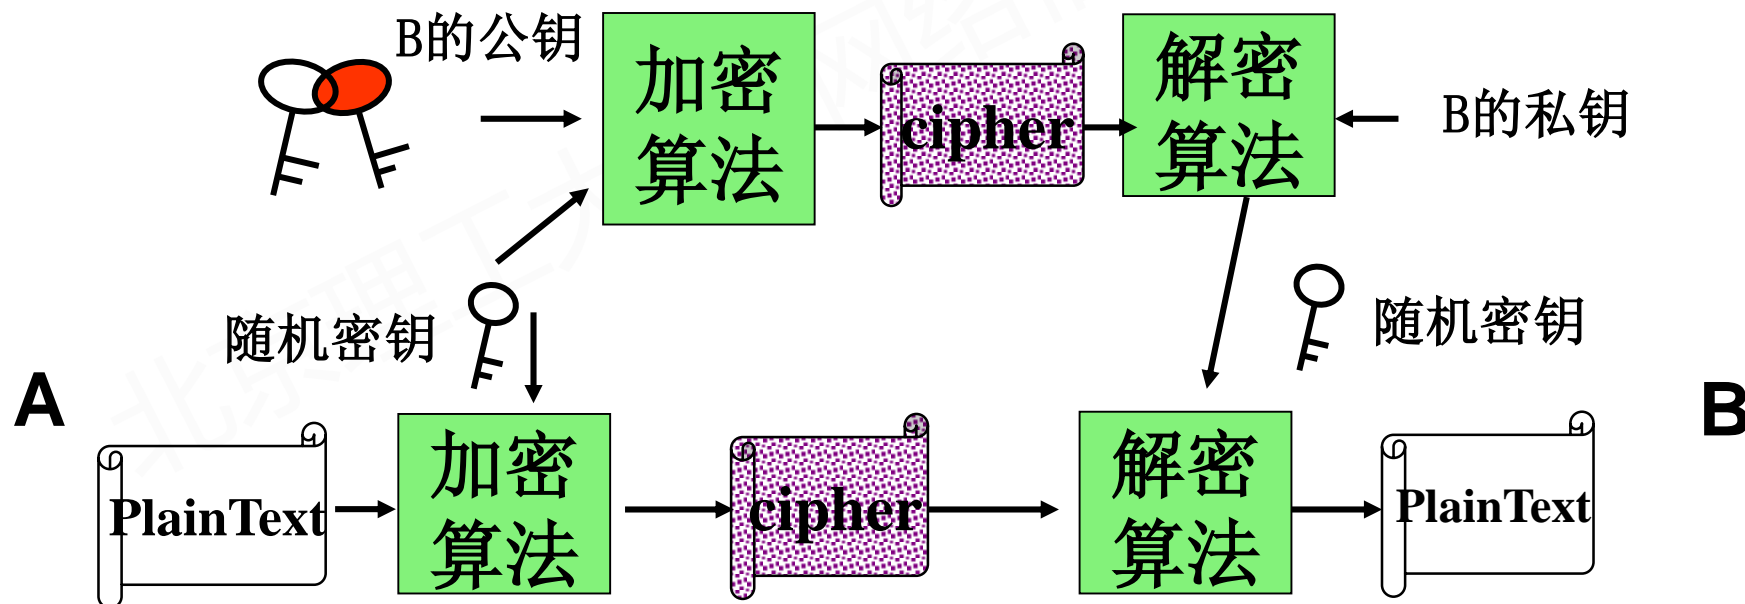 B的公钥
加密
算法
cipher
解密
算法
B的私钥
随机密钥
随机密钥
A
B
PlainText
加密
算法
cipher
解密
算法
PlainText